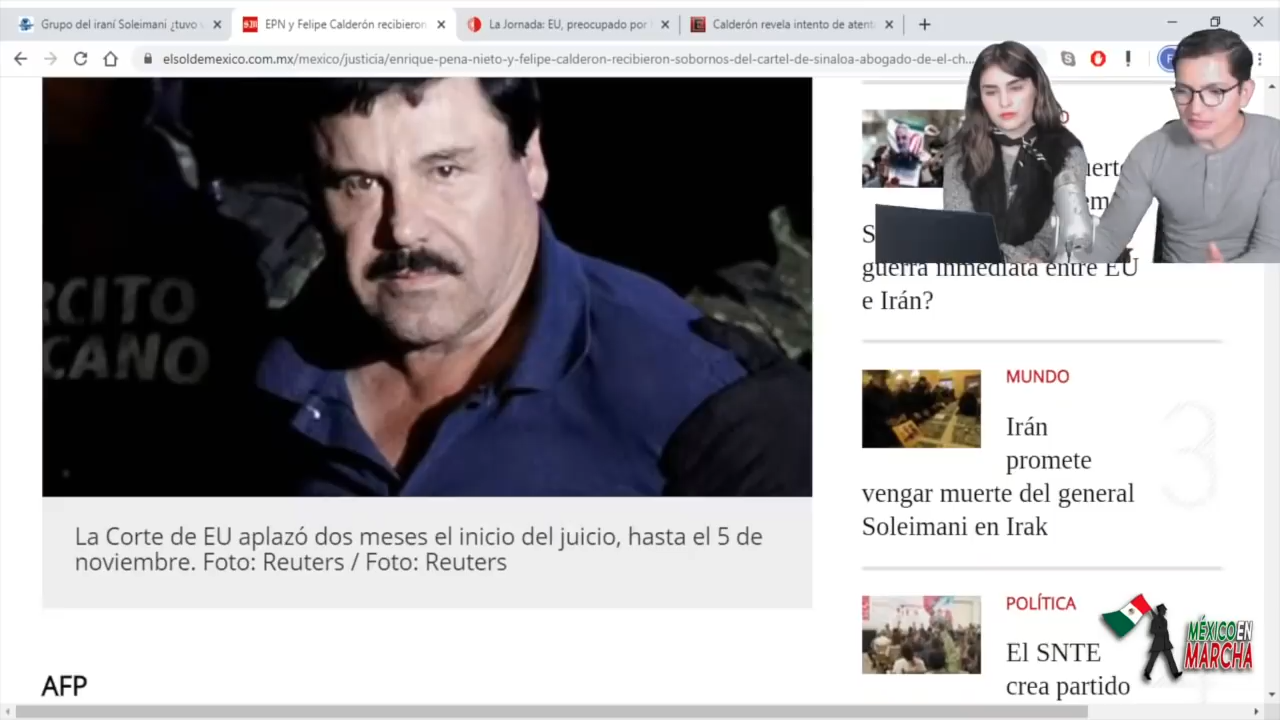 Grupo del iraní Soleimani ¿tuvo
EPN y Felipe Calderón recibieron
La Jornada: EU, preocupado por
Calderón revela intento de atent
elsoldemexico.com.mx/mexico/justicia/enrique-pena-nieto-y-felipe-calderon-recibieron-sobornos-del-cartel-de-sinaloa-abogado-de-el-ch...
RCITO
CANO
La Corte de EU aplazó dos meses el inicio del juicio, hasta el 5 de
noviembre. Foto: Reuters / Foto: Reuters
AFP
guerra inmediata entre EU
e Irán?
MUNDO
Irán
promete
vengar muerte del general
Soleimani en Irak
3
POLÍTICA
El SNTE
crea partido
MÉXICO EN
MARCHA